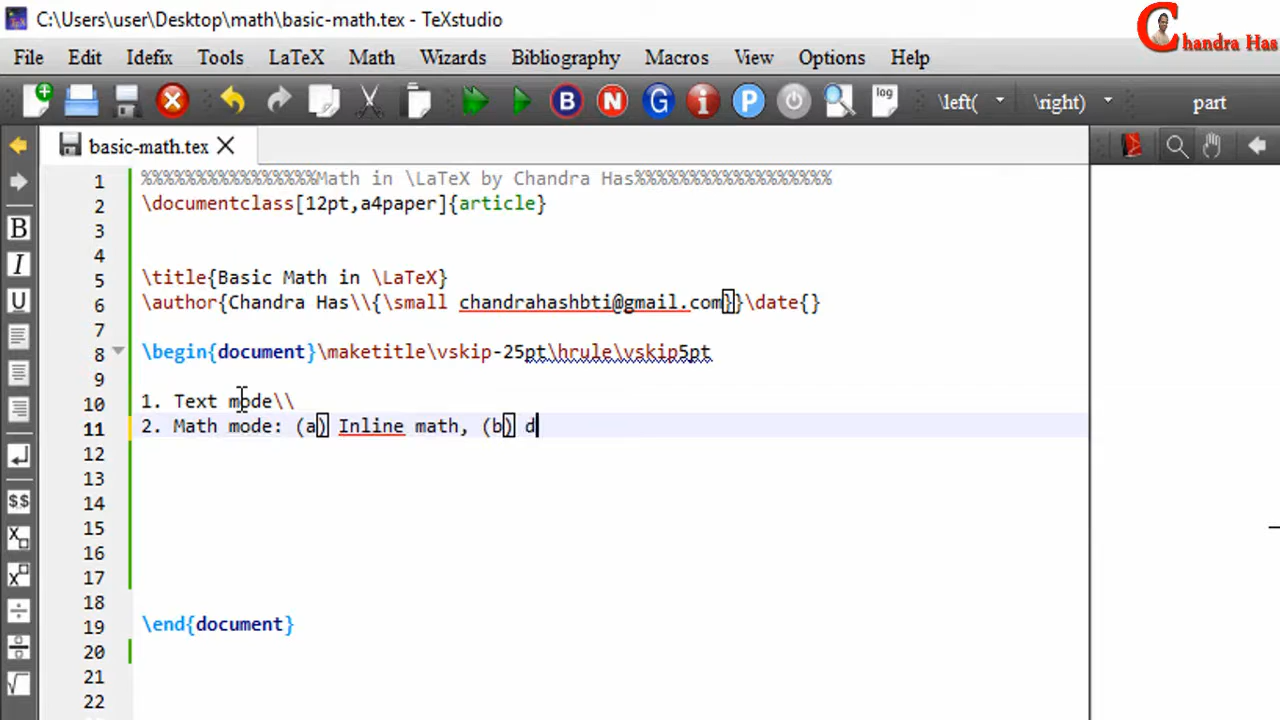 C:\Users\user\Desktop\math\basic-math.tex - TeXstudio
Chandra Has
File Edit Idefix Tools LaTeX Math Wizards Bibliography Macros View Options Help
B N G i P log \left( \right) part
basic-math.tex
1 %%%%%%%%%%%%%%%%Math in \LaTeX by Chandra Has%%%%%%%%%%%%%%%%%%
2 \documentclass[12pt,a4paper]{article}
3
4
5 \title{Basic Math in \LaTeX}
6 \author{Chandra Has\\{\small chandrahashbti@gmail.com}}\date{}
7
8 \begin{document}\maketitle\vskip-25pt\hrule\vskip5pt
9
10 1. Text mode\\
11 2. Math mode: (a) Inline math, (b) d
12
13
14
15
16
17
18
19 \end{document}
20
21
22
B
I
U
$$
X□
X□